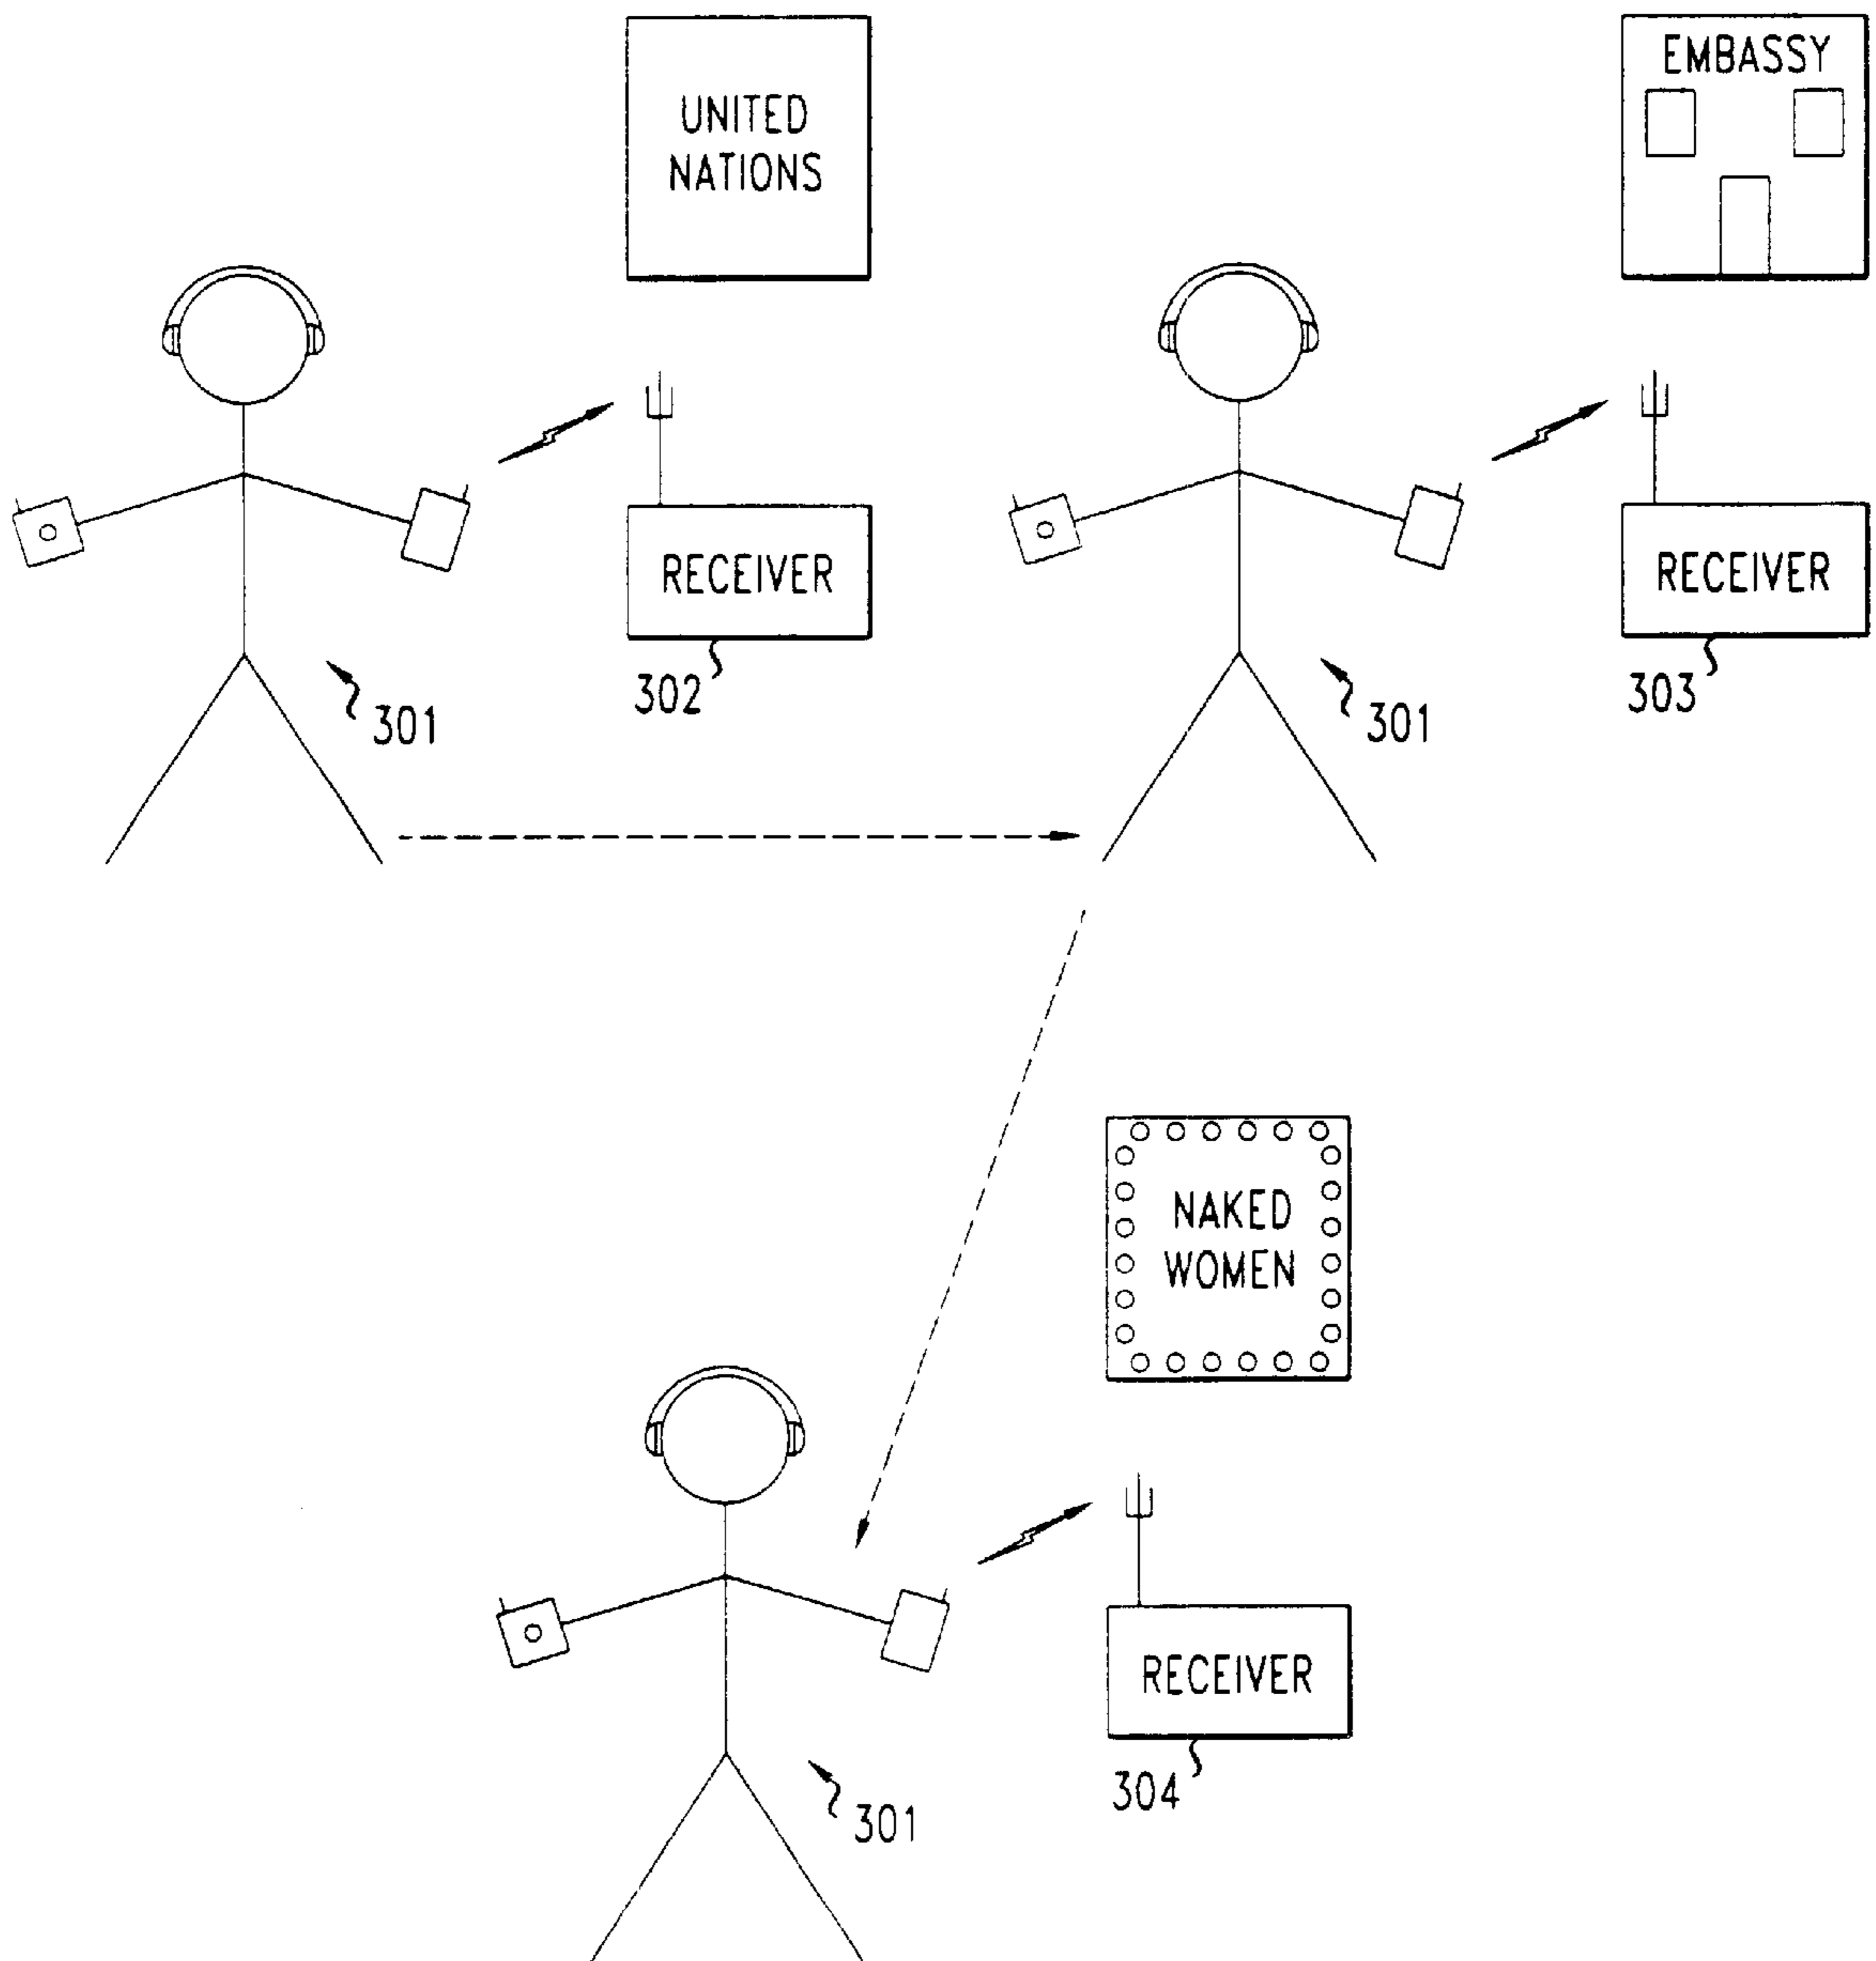 UNITED
NATIONS
EMBASSY
RECEIVER
RECEIVER
302
303
301
301
NAKED
WOMEN
RECEIVER
304
301